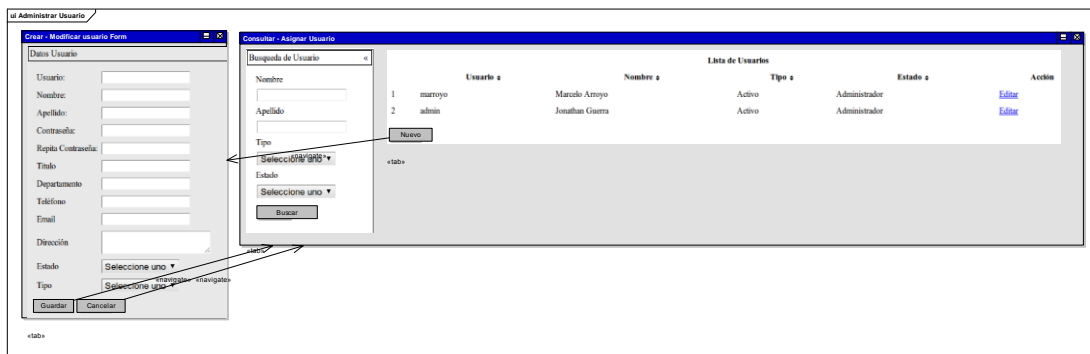 ui Administrar Usuario
Crear - Modificar usuario Form
Datos Usuario
Usuario:
Nombre:
Apellido:
Contraseña:
Repita Contraseña:
Titulo
Departamento
Teléfono
Email
Dirección
Estado Seleccione uno
Tipo Seleccione uno
«navigate» «navigate»
Guardar Cancelar
«tab»
Consultar - Asignar Usuario
Busqueda de Usuario «
Nombre
Apellido
Tipo
Seleccione uno
«navigate»
Estado
Seleccione uno
Buscar
«tab»
Lista de Usuarios
Usuario Nombre Tipo Estado Acción
1 marroyo Marcelo Arroyo Activo Administrador Editar
2 admin Jonathan Guerra Activo Administrador Editar
Nuevo
«tab»